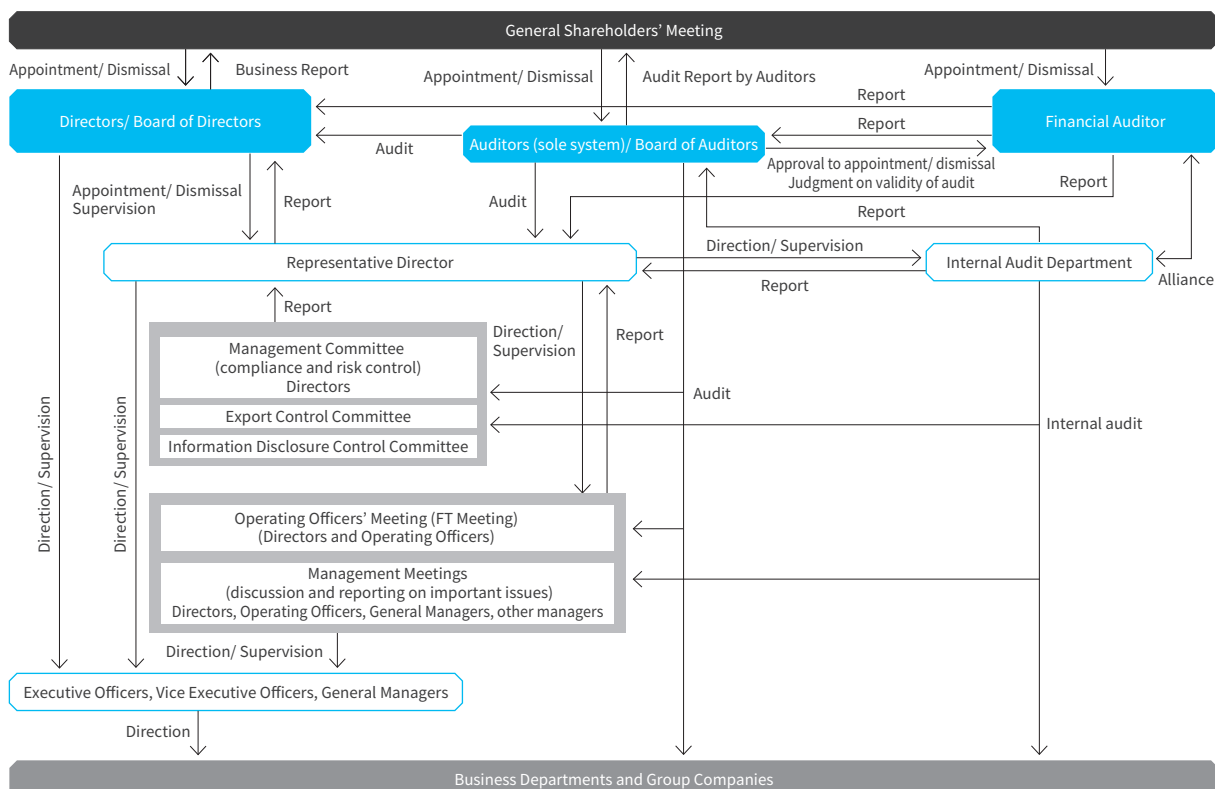 General Shareholders’ Meeting
Appointment/ Dismissal
Business Report
Appointment/ Dismissal
Audit Report by Auditors
Appointment/ Dismissal
Directors/ Board of Directors
Report
Financial Auditor
Report
Audit
Auditors (sole system)/ Board of Auditors
Approval to appointment/ dismissal
Judgment on validity of audit
Appointment/ Dismissal
Supervision
Report
Audit
Report
Report
Representative Director
Direction/ Supervision
Report
Internal Audit Department
Alliance
Report
Direction/
Supervision
Report
Management Committee
(compliance and risk control)
Directors
Export Control Committee
Information Disclosure Control Committee
Audit
Internal audit
Direction/ Supervision
Direction/ Supervision
Operating Officers’ Meeting (FT Meeting)
(Directors and Operating Officers)
Management Meetings
(discussion and reporting on important issues)
Directors, Operating Officers, General Managers, other managers
Direction/ Supervision
Executive Officers, Vice Executive Officers, General Managers
Direction
Business Departments and Group Companies